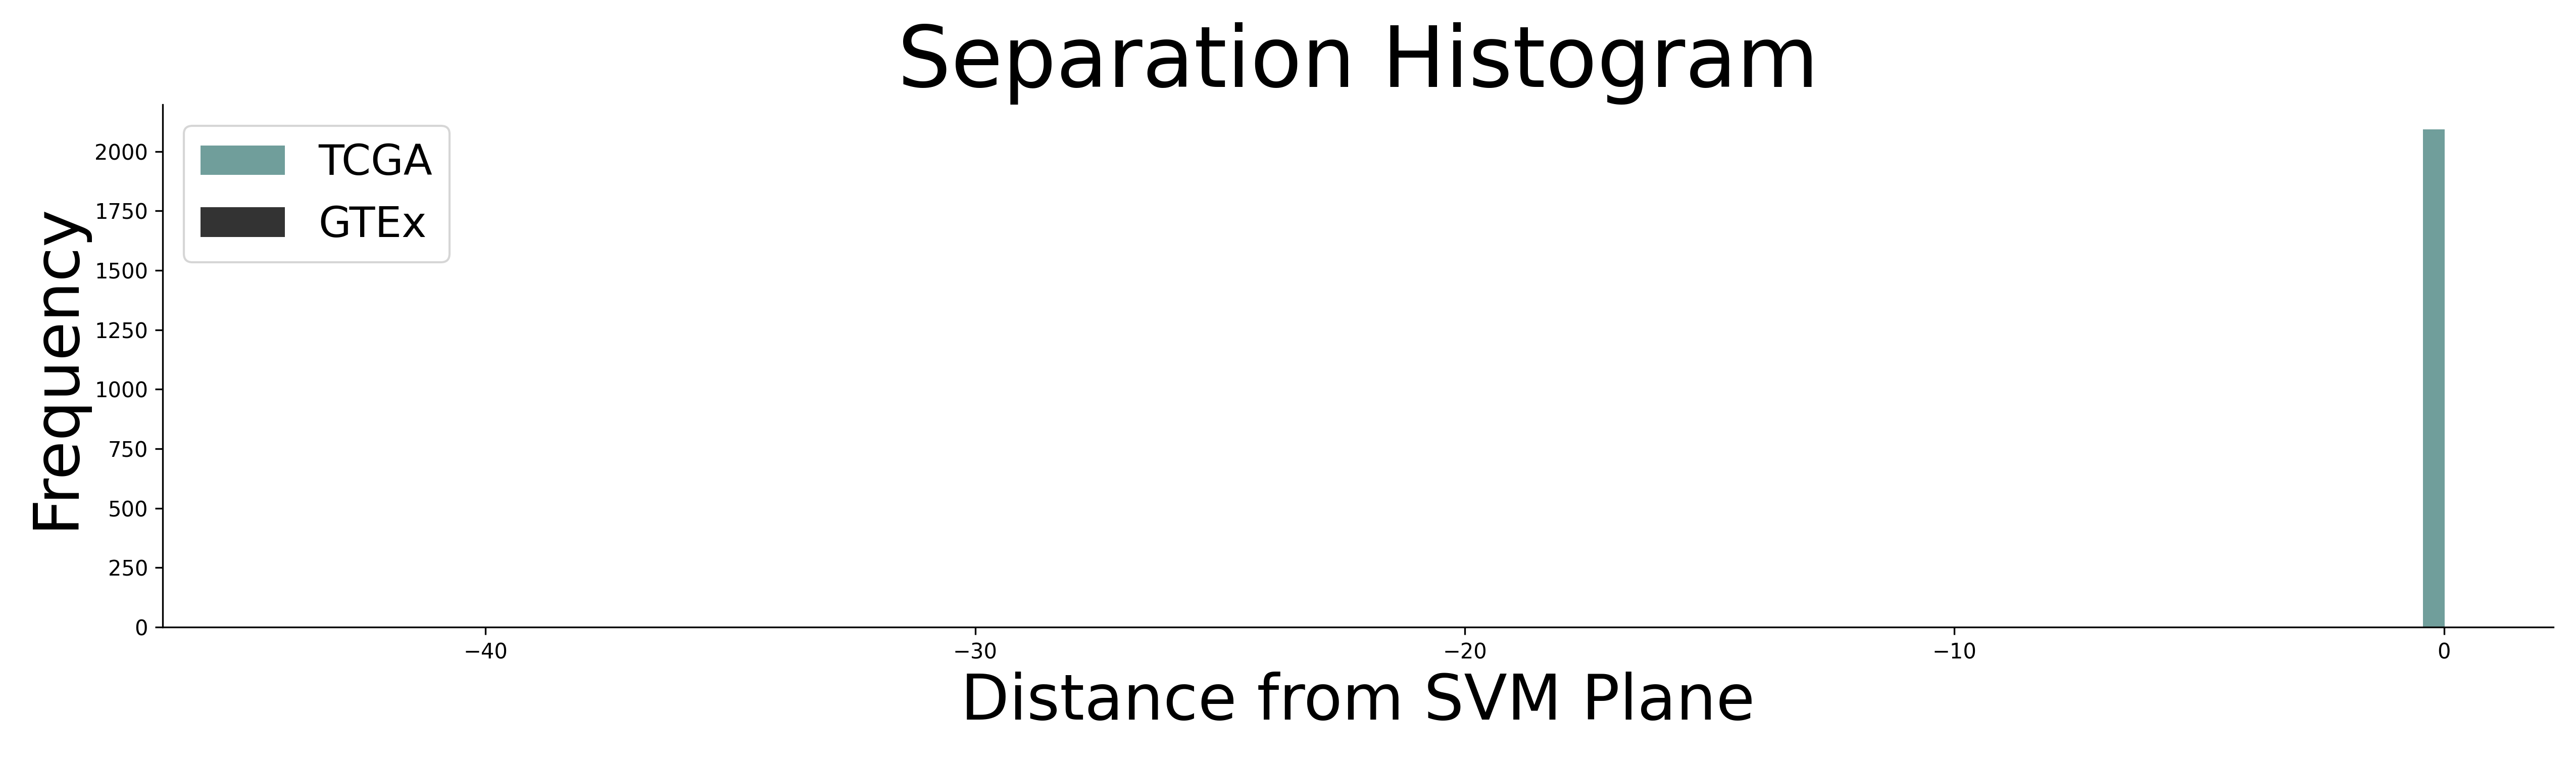 Separation Histogram
TCGA
GTEx
Frequency
2000
1750
1500
1250
1000
750
500
250
0
−40
−30
−20
−10
0
Distance from SVM Plane